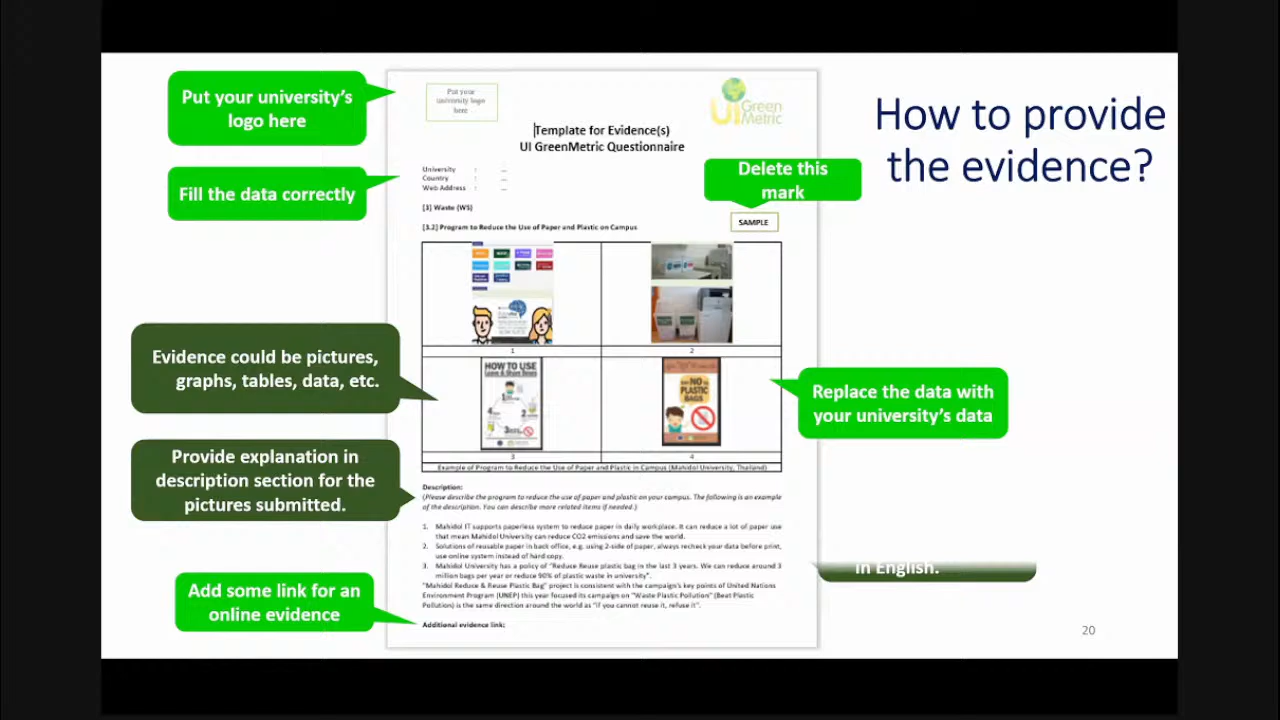 How to provide
the evidence?
Put your university's
logo here
Fill the data correctly
Evidence could be pictures,
graphs, tables, data, etc.
Provide explanation in
description section for the
pictures submitted.
Add some link for an
online evidence
Put your
university logo
here
UI Green
Metric
Template for Evidence(s)
UI GreenMetric Questionnaire
University : ...
Country : ...
Web Address : ...
Delete this
mark
SAMPLE
[3] Waste (WS)
[3.2] Program to Reduce the Use of Paper and Plastic on Campus
1
2
HOW TO USE
1
2
3
4
SAY NO
PLASTIC
BAGS
3
4
Example of Program to Reduce the Use of Paper and Plastic in Campus (Mahidol University, Thailand)
Replace the data with
your university's data
Description:
(Please describe the program to reduce the use of paper and plastic on your campus. The following is an example
of the description. You can describe more related items if needed.)
1. Mahidol IT supports paperless system to reduce paper in daily workplace. It can reduce a lot of paper use
that mean Mahidol University can reduce CO2 emissions and save the world.
2. Solutions of reusable paper in back office, e.g. using 2-side of paper, always recheck your data before print,
use online system instead of hard copy.
3. Mahidol University has a policy of "Reduce Reuse plastic bag in the last 3 years. We can reduce around 3
million bags per year or reduce 90% of plastic waste in university".
"Mahidol Reduce & Reuse Plastic Bag" project is consistent with the campaign's key points of United Nations
Environment Program (UNEP) this year focused its campaign on "Waste Plastic Pollution" (Beat Plastic
Pollution) is the same direction around the world as "if you cannot reuse it, refuse it".
in English.
Additional evidence link:
20